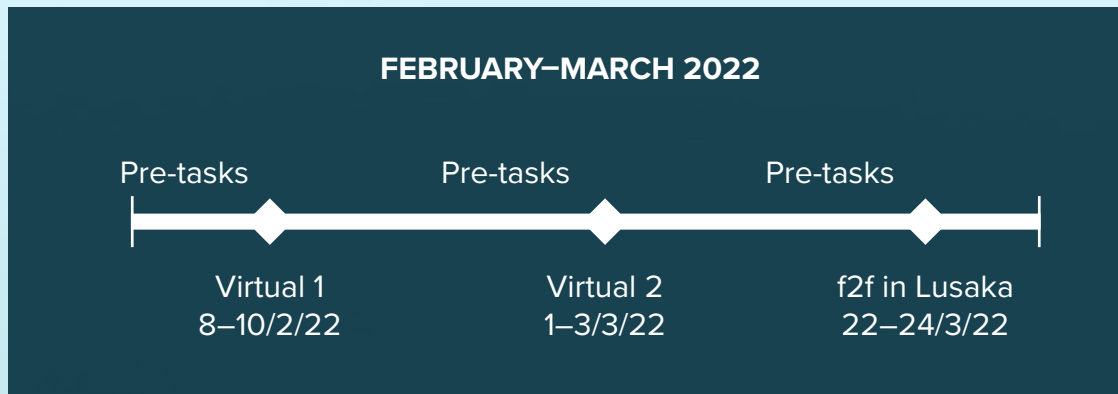 FEBRUARY–MARCH 2022
Pre-tasks
Pre-tasks
Pre-tasks
Virtual 1
8–10/2/22
Virtual 2
1–3/3/22
f2f in Lusaka
22–24/3/22